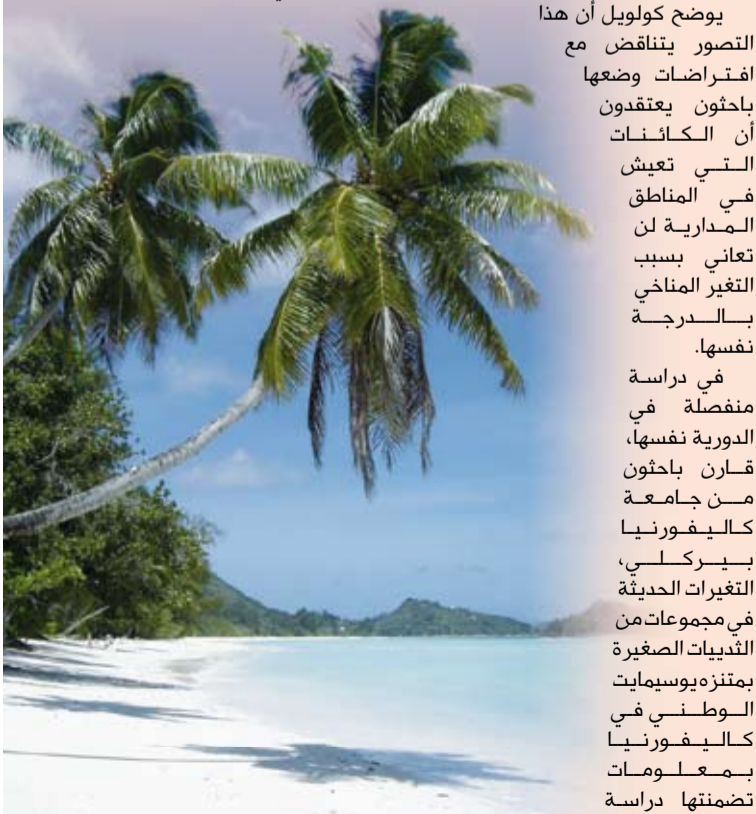 يوضح كولويل أن هذا
التصور يتناقض مع
افتراضات وضعها
باحثون يعتقدون
أن الكائنات
التي تعيش
في المناطق
المدارية لن
تعاني بسبب
التغير المناخي
بالدرجة
نفسها.
في دراسة
منفصلة في
الدورية نفسها،
قارن باحثون
من جامعة
كاليفورنيا
بيركلي،
التغيرات الحديثة
في مجموعات من
الثدييات الصغيرة
بمتنزه يوسيمايت
الوطني في
كاليفورنيا
بمعلومات
تضمنتها دراسة